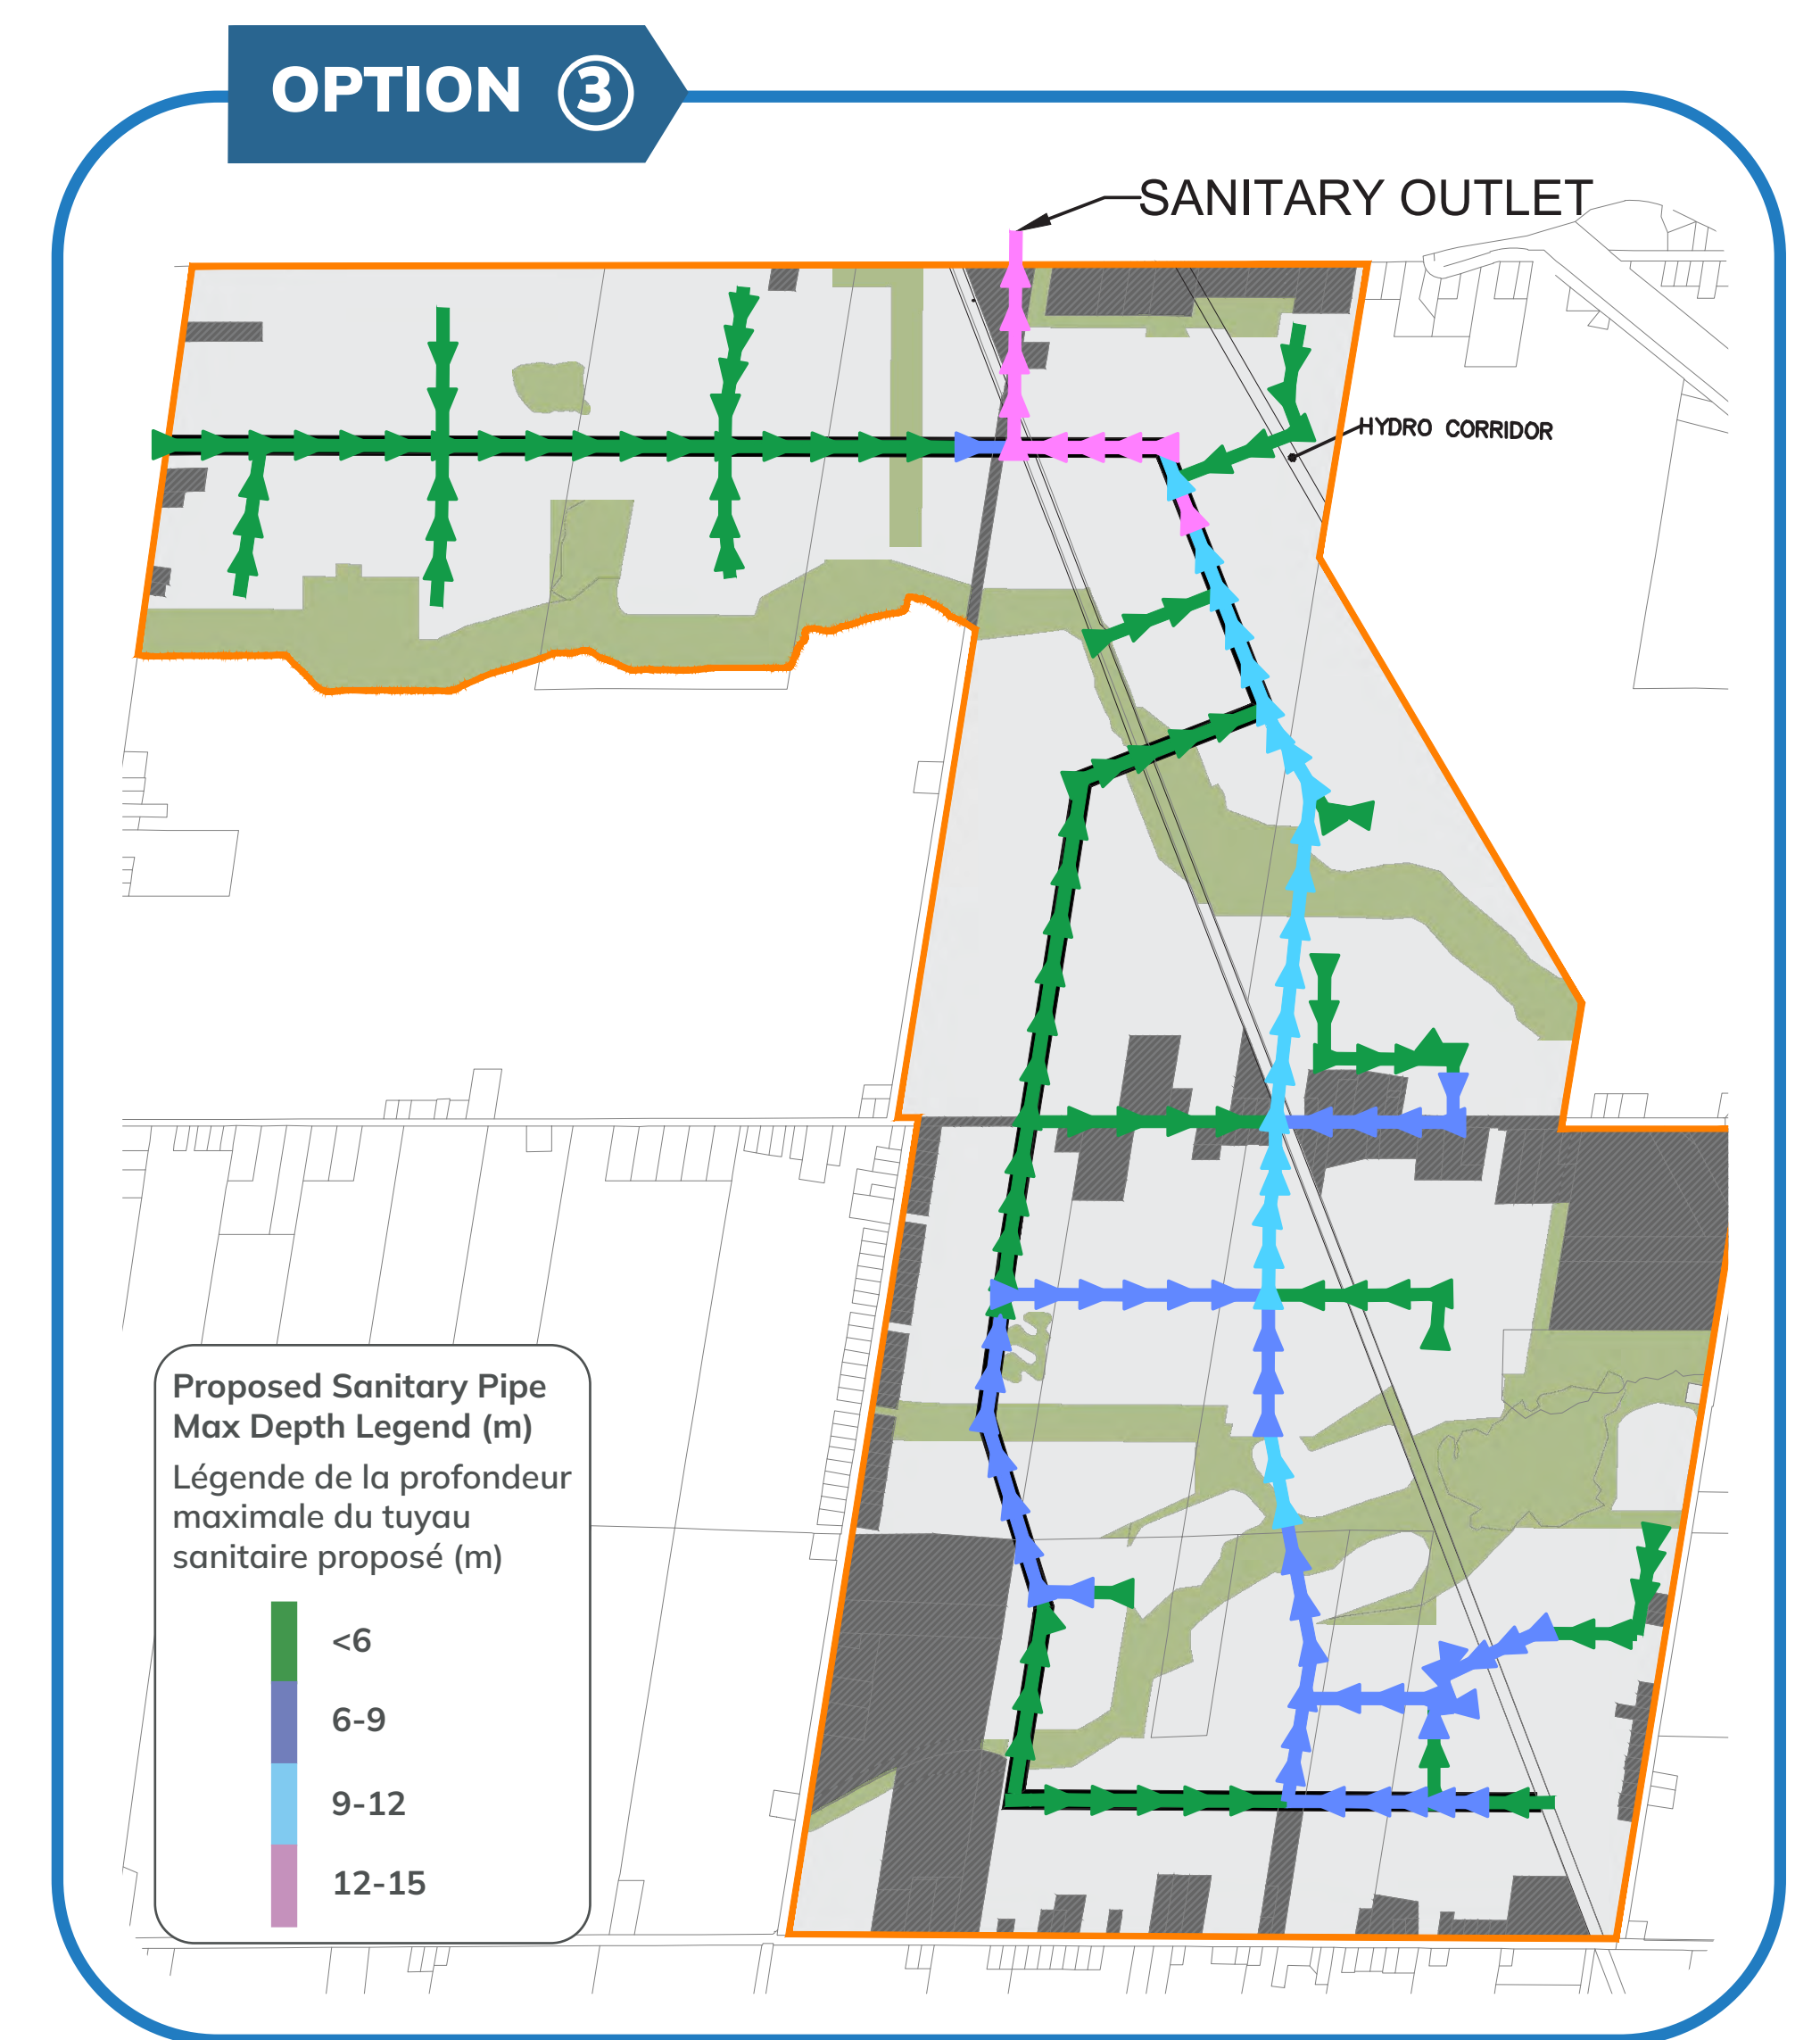 OPTION 3
SANITARY OUTLET
HYDRO CORRIDOR
Proposed Sanitary Pipe
Max Depth Legend (m)
Légende de la profondeur
maximale du tuyau
sanitaire proposé (m)
<6
6-9
9-12
12-15